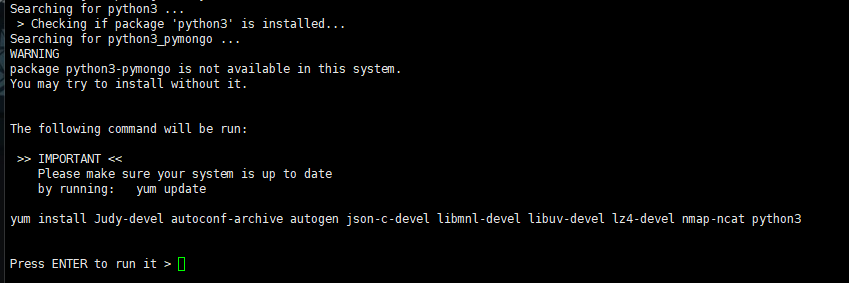 Searching for python3 ...
 > Checking if package 'python3' is installed...
Searching for python3_pymongo ...
WARNING
package python3-pymongo is not available in this system.
You may try to install without it.
The following command will be run:
 >> IMPORTANT <<
    Please make sure your system is up to date
    by running:   yum update
yum install Judy-devel autoconf-archive autogen json-c-devel libmnl-devel libuv-devel lz4-devel nmap-ncat python3
Press ENTER to run it >